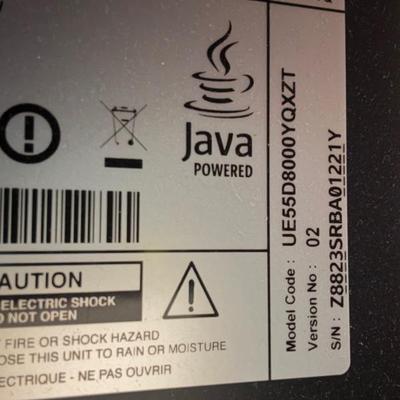 Java
POWERED
AUTION
ELECTRIC SHOCK
NOT OPEN
FIRE OR SHOCK HAZARD
OSE THIS UNIT TO RAIN OR MOISTURE
ECTRIQUE - NE PAS OUVRIR
Model Code : UE55D8000YQXZT
Version No : 02
S/N : Z8823SRBA01221Y